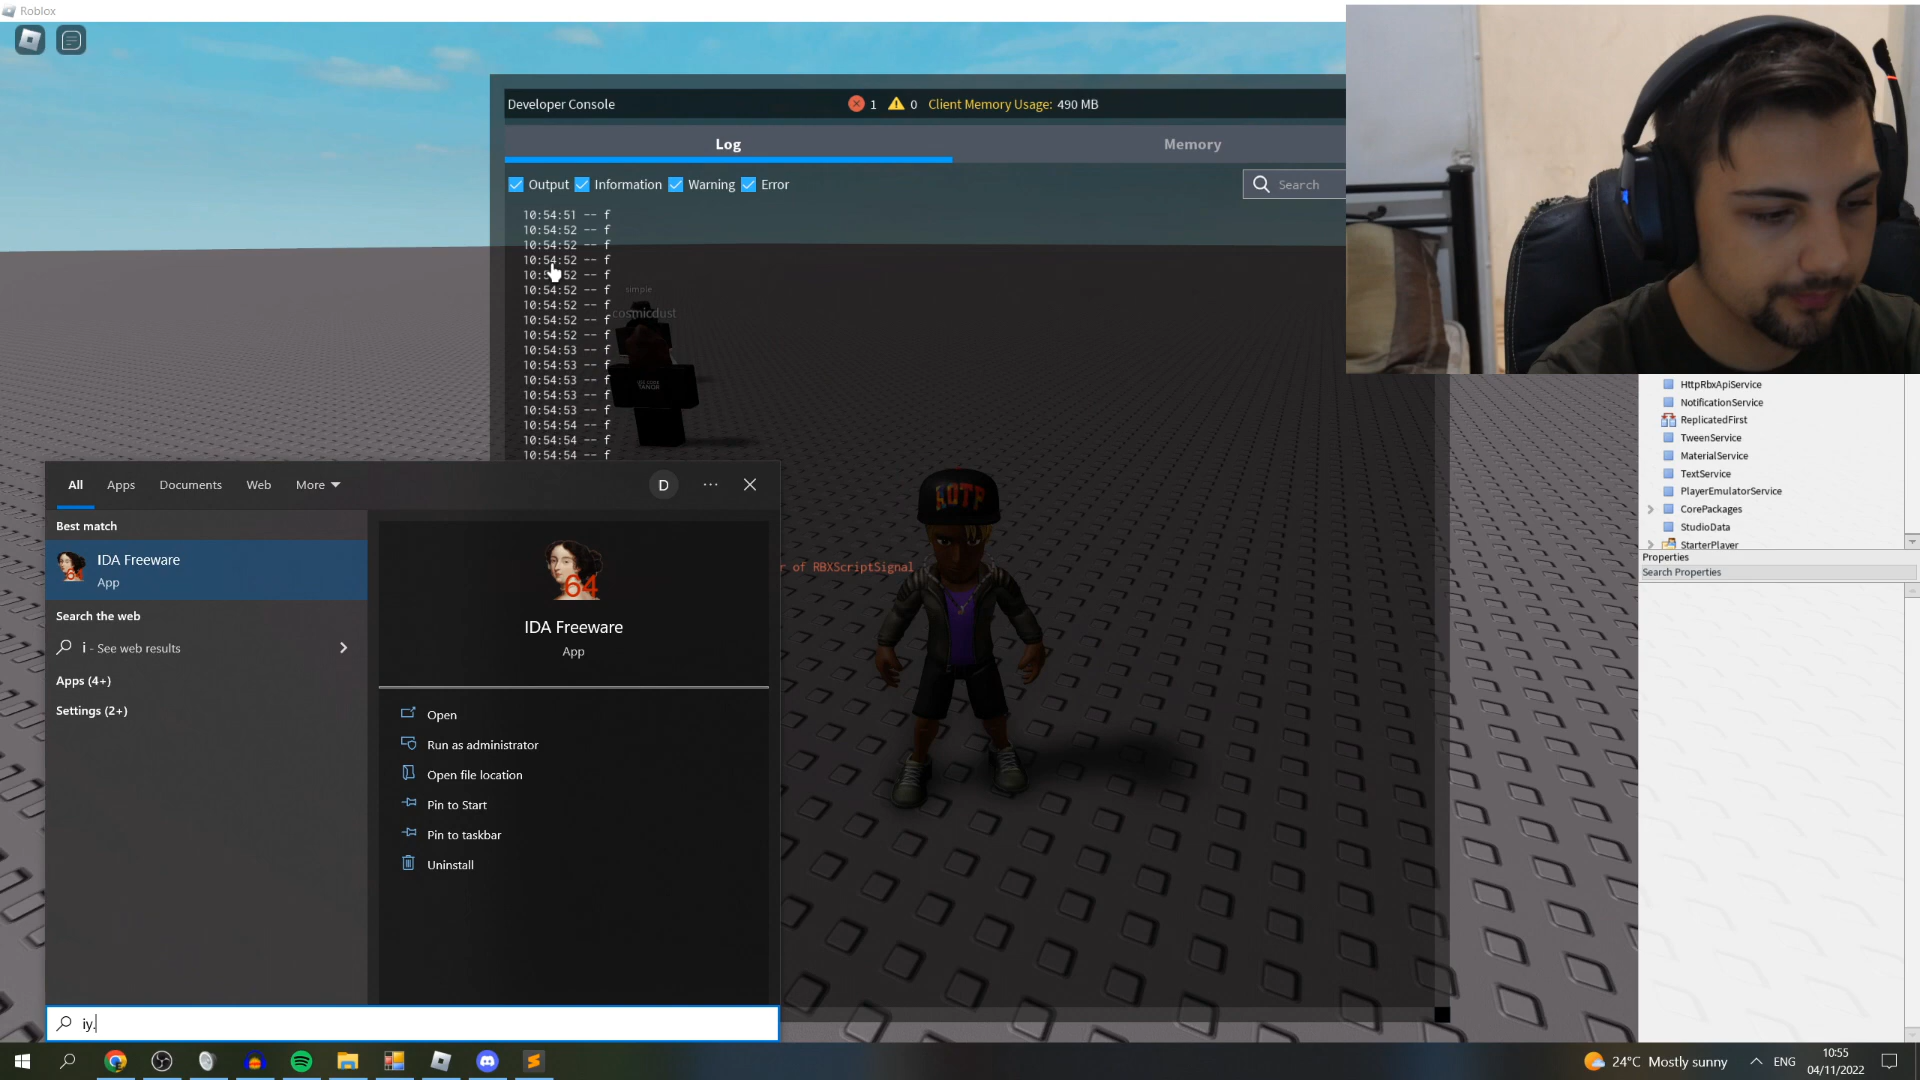 Roblox
Developer Console
1
0
Client Memory Usage: 490 MB
Log
Memory
Output
Information
Warning
Error
Search
10:54:51 -- f
10:54:52 -- f
10:54:52 -- f
10:54:52 -- f
10:54:52 -- f
10:54:52 -- f
10:54:52 -- f
10:54:52 -- f
10:54:52 -- f
10:54:53 -- f
10:54:53 -- f
10:54:53 -- f
10:54:53 -- f
10:54:53 -- f
10:54:54 -- f
10:54:54 -- f
10:54:54 -- f
simple
cosmicdust
r of RBXScriptSignal
HttpRbxApiService
NotificationService
ReplicatedFirst
TweenService
MaterialService
TextService
PlayerEmulatorService
CorePackages
StudioData
StarterPlayer
Properties
Search Properties
All
Apps
Documents
Web
More
D
Best match
IDA Freeware
App
Search the web
i - See web results
Apps (4+)
Settings (2+)
64
IDA Freeware
App
Open
Run as administrator
Open file location
Pin to Start
Pin to taskbar
Uninstall
iy.
24°C Mostly sunny
ENG
10:55
04/11/2022